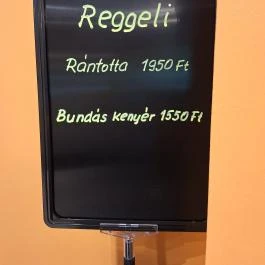 Reggeli
Rántotta 1950 Ft
Bundás kenyér 1550 Ft